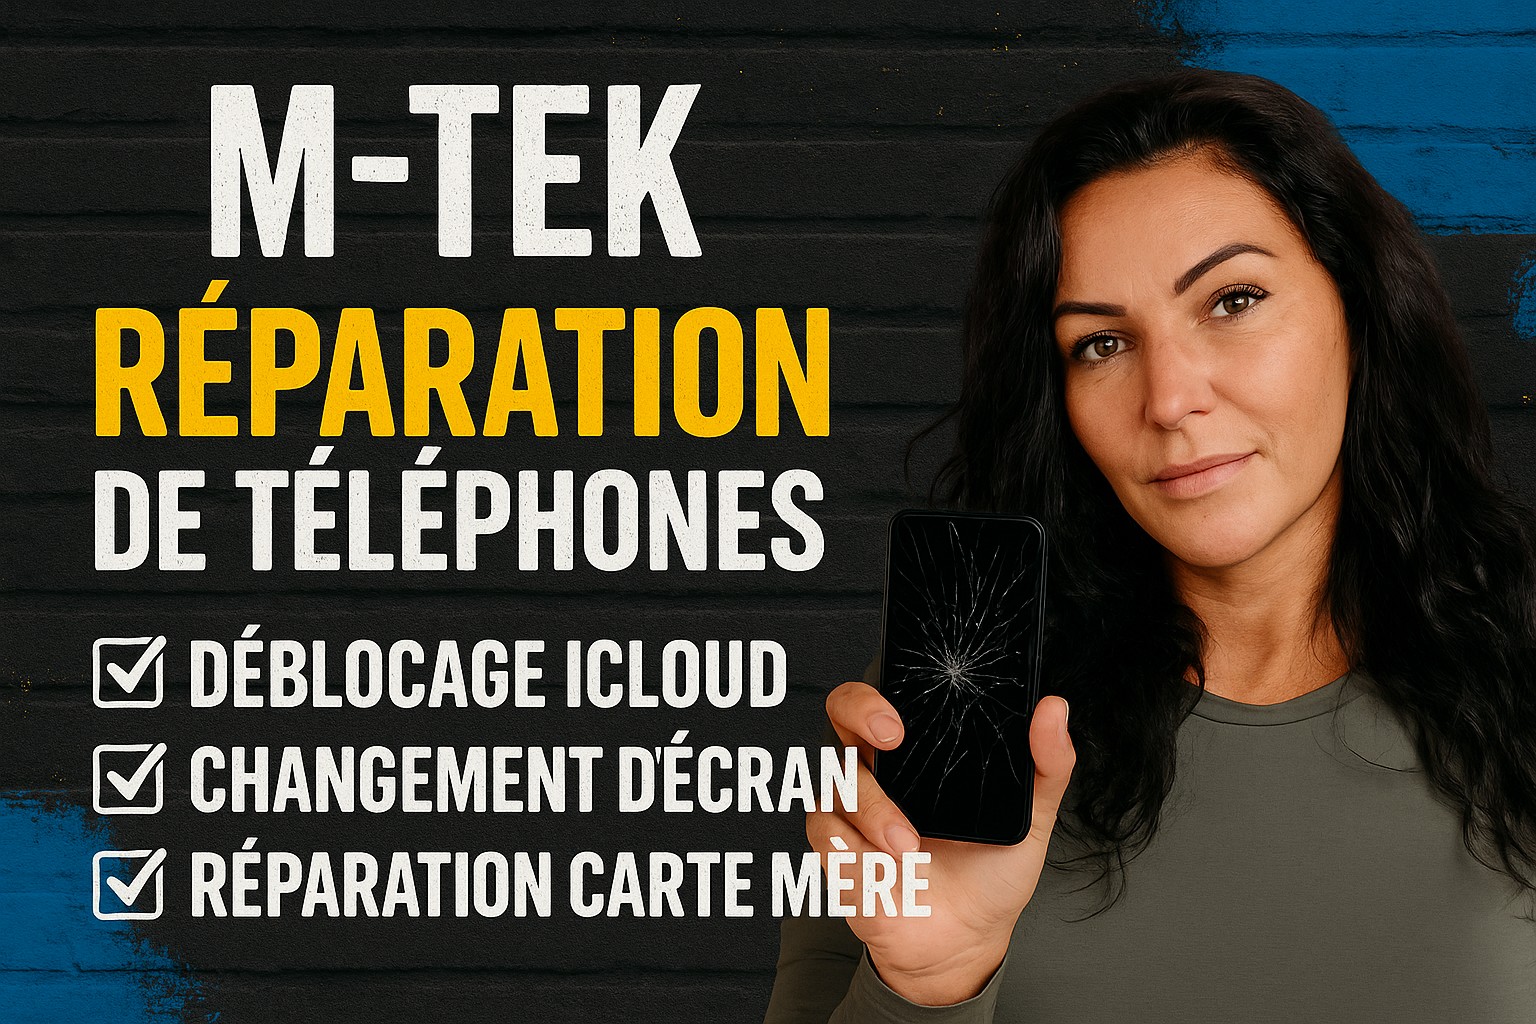 M-TEK
RÉPARATION
DE TÉLÉPHONES
DÉBLOCAGE ICLOUD
CHANGEMENT D'ÉCRAN
RÉPARATION CARTE MÈRE